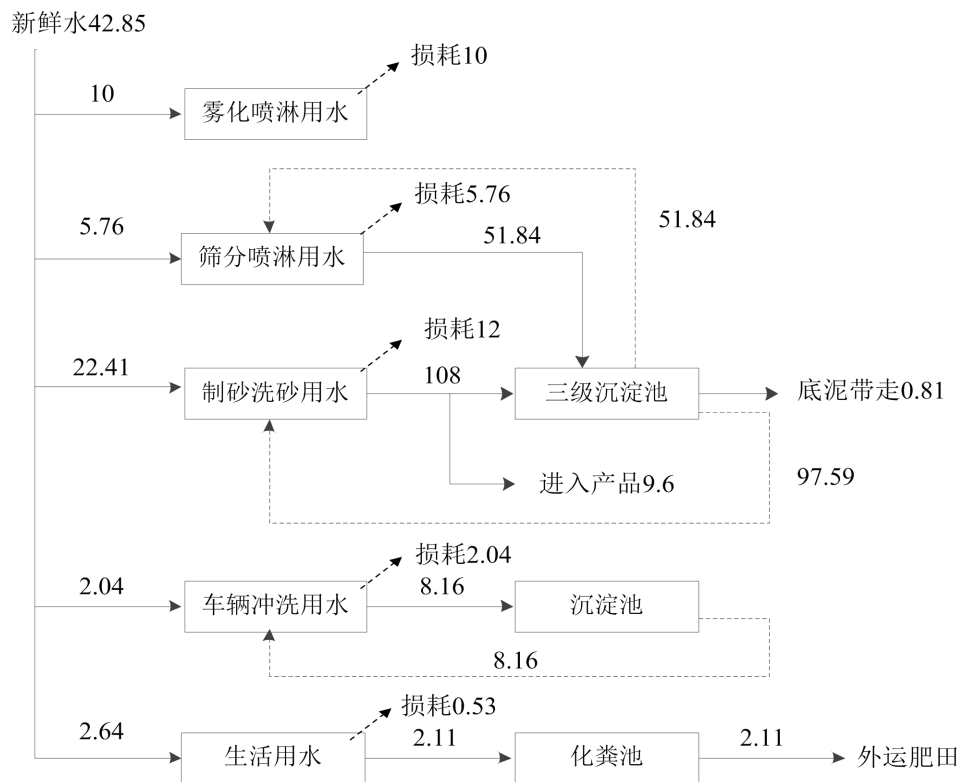 新鲜水42.85
损耗10
10
雾化喷淋用水
损耗5.76
51.84
5.76
51.84
筛分喷淋用水
损耗12
22.41
108
制砂洗砂用水
三级沉淀池
底泥带走0.81
97.59
进入产品9.6
损耗2.04
2.04
8.16
车辆冲洗用水
沉淀池
8.16
损耗0.53
2.64
2.11
2.11
生活用水
化粪池
外运肥田